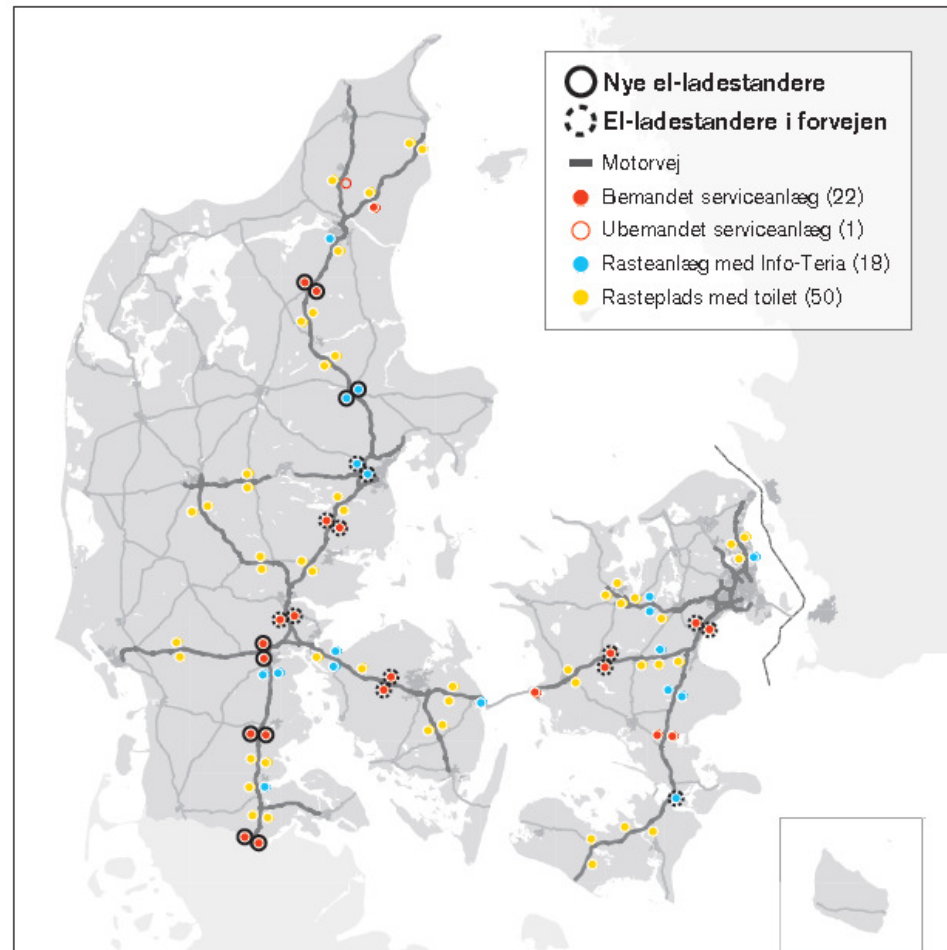 Nye el-ladestandere
El-ladestandere i forvejen
Motorvej
Bemandet serviceanlæg (22)
Ubemandet serviceanlæg (1)
Rasteanlæg med Info-Teria (18)
Rasteplads med toilet (50)